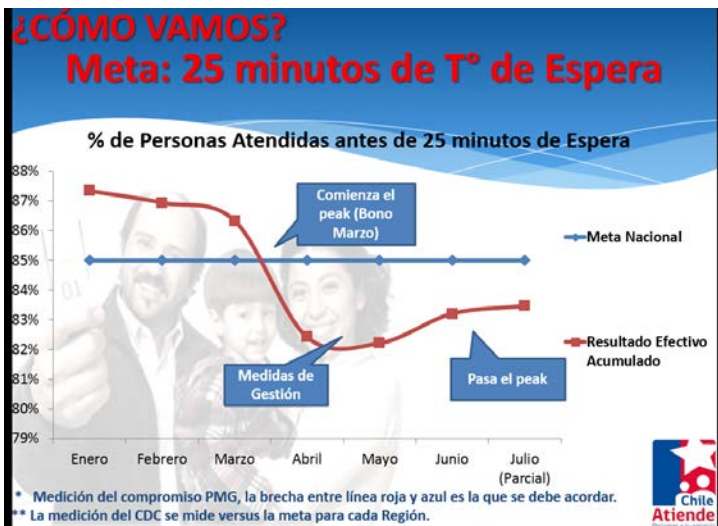 ¿CÓMO VAMOS?
Meta: 25 minutos de T° de Espera
% de Personas Atendidas antes de 25 minutos de Espera
88%
87%
86%
85%
84%
83%
82%
81%
80%
79%
Comienza el
peak (Bono
Marzo)
Medidas de
Gestión
Pasa el peak
Meta Nacional
Resultado Efectivo
Acumulado
Enero Febrero Marzo Abril Mayo Junio Julio
(Parcial)
* Medición del compromiso PMG, la brecha entre línea roja y azul es la que se debe acordar.
** La medición del CDC se mide versus la meta para cada Región.
Chile
Atiende
01